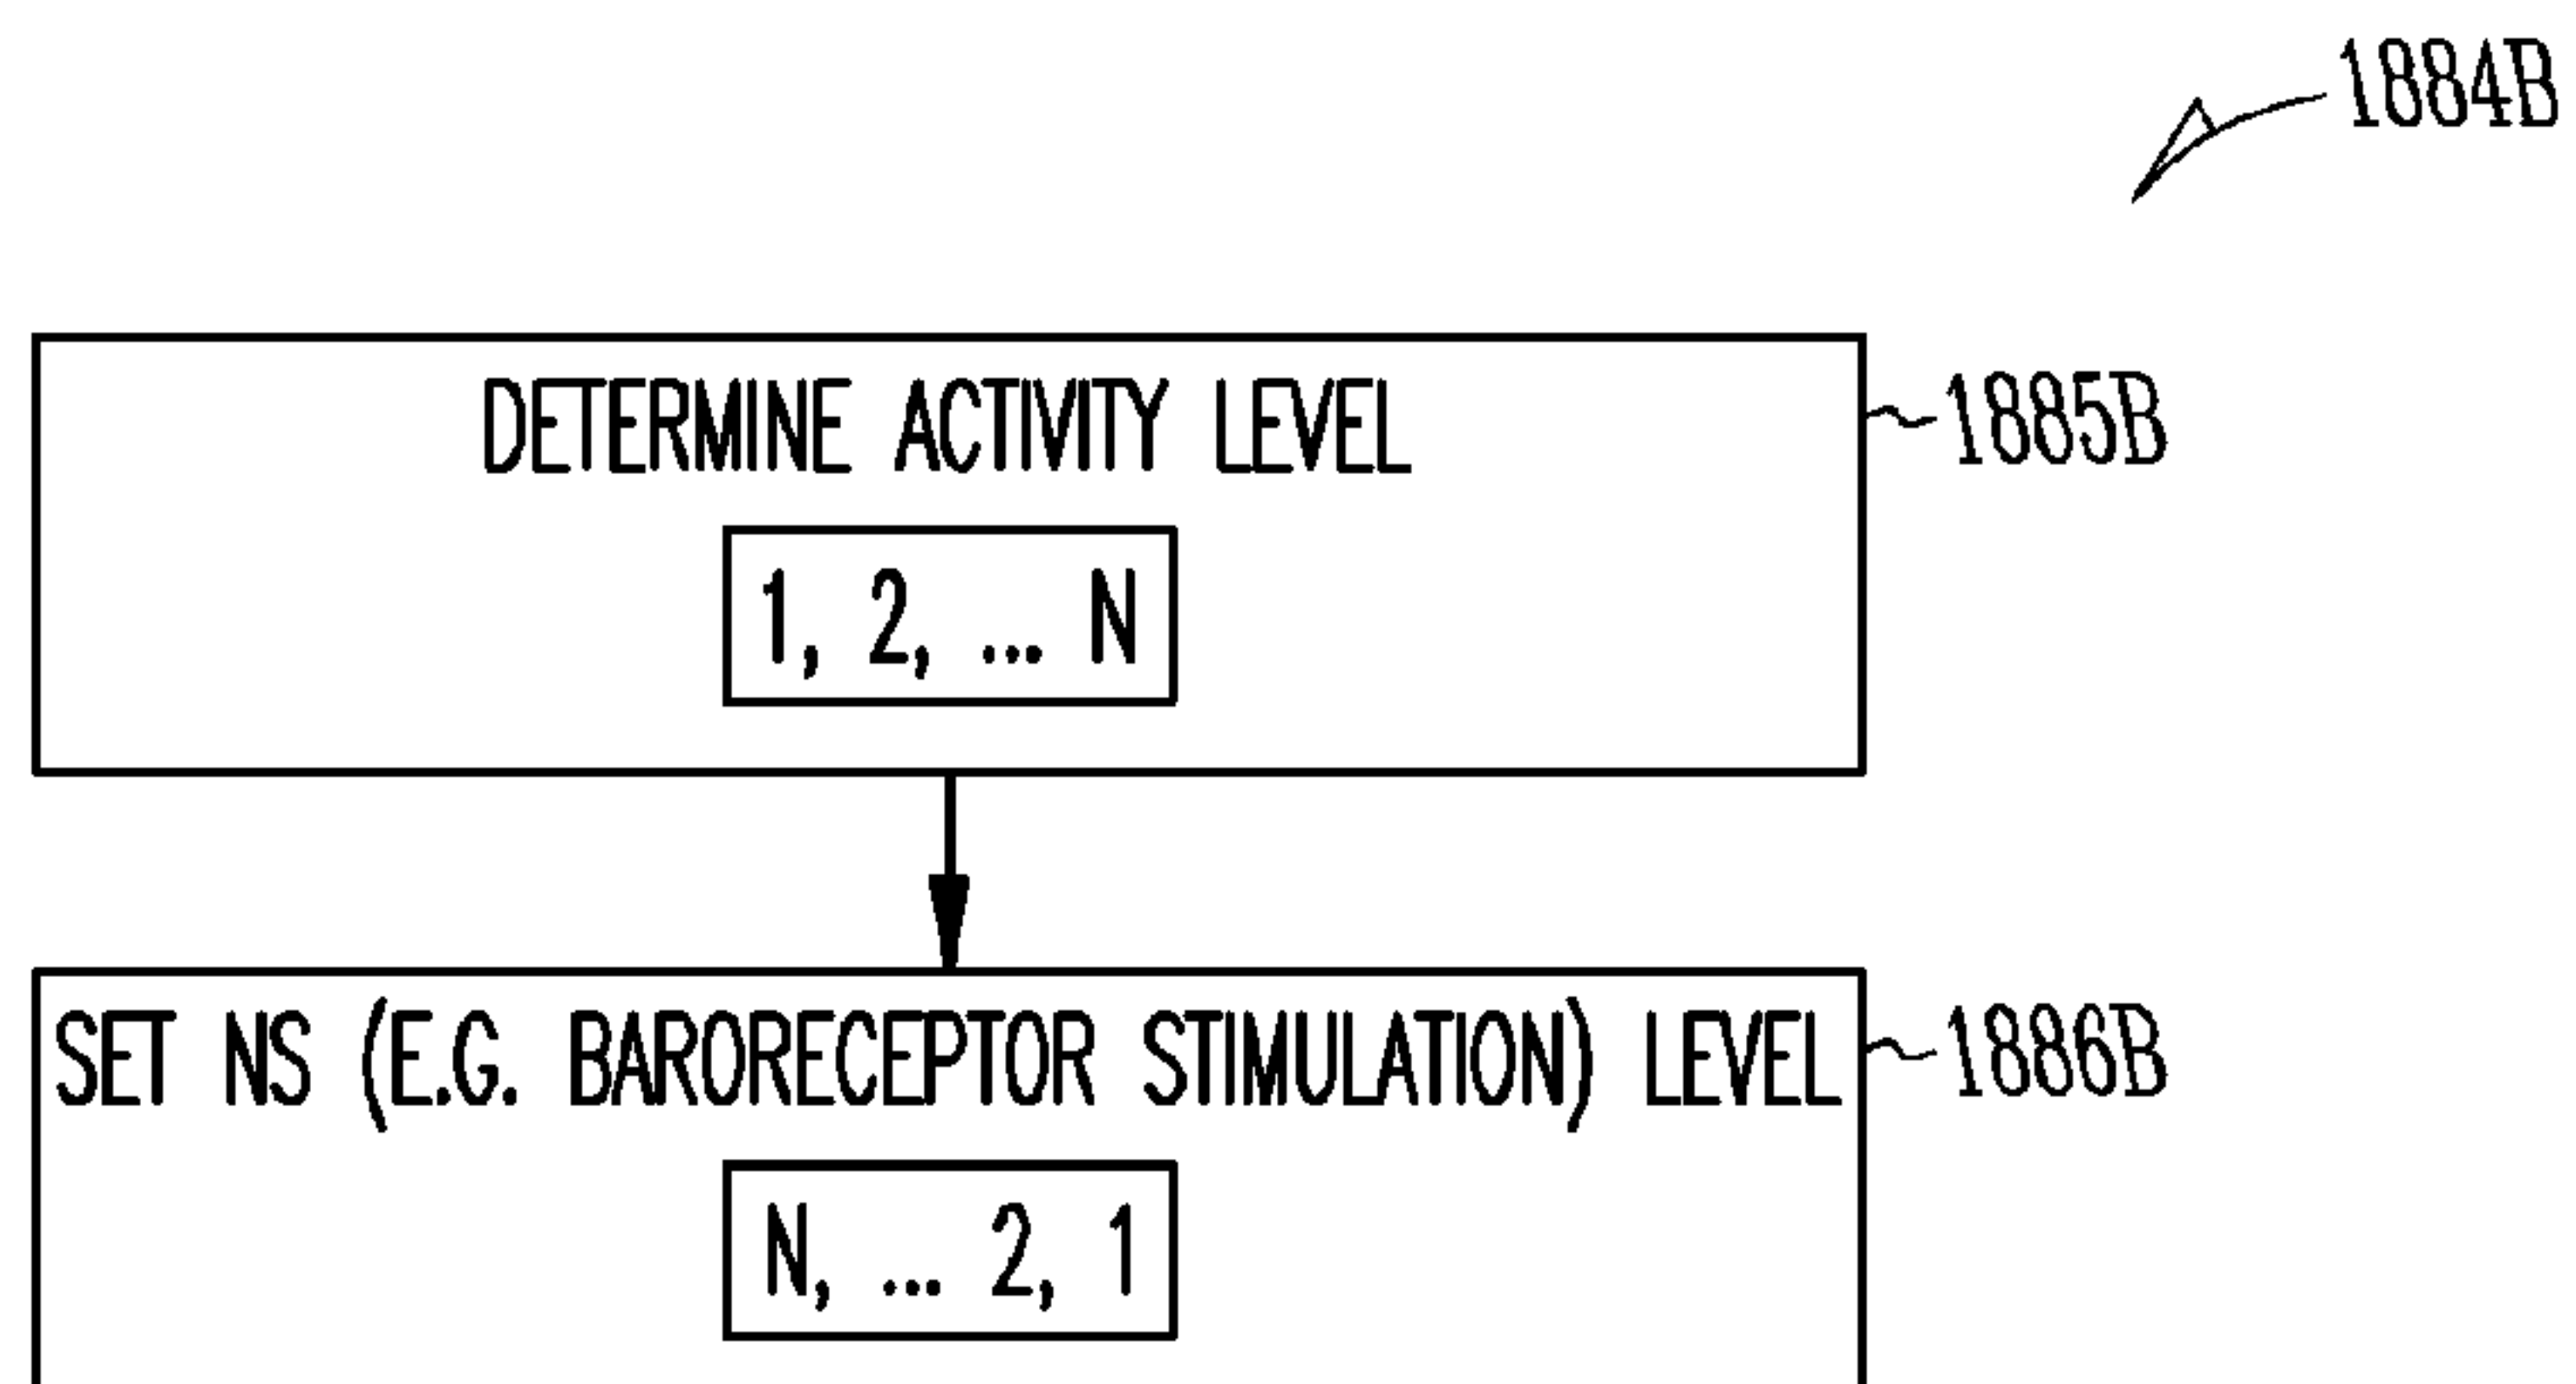 1884B
DETERMINE ACTIVITY LEVEL
1885B
1, 2, ... N
SET NS (E.G. BARORECEPTOR STIMULATION) LEVEL
1886B
N, ... 2, 1